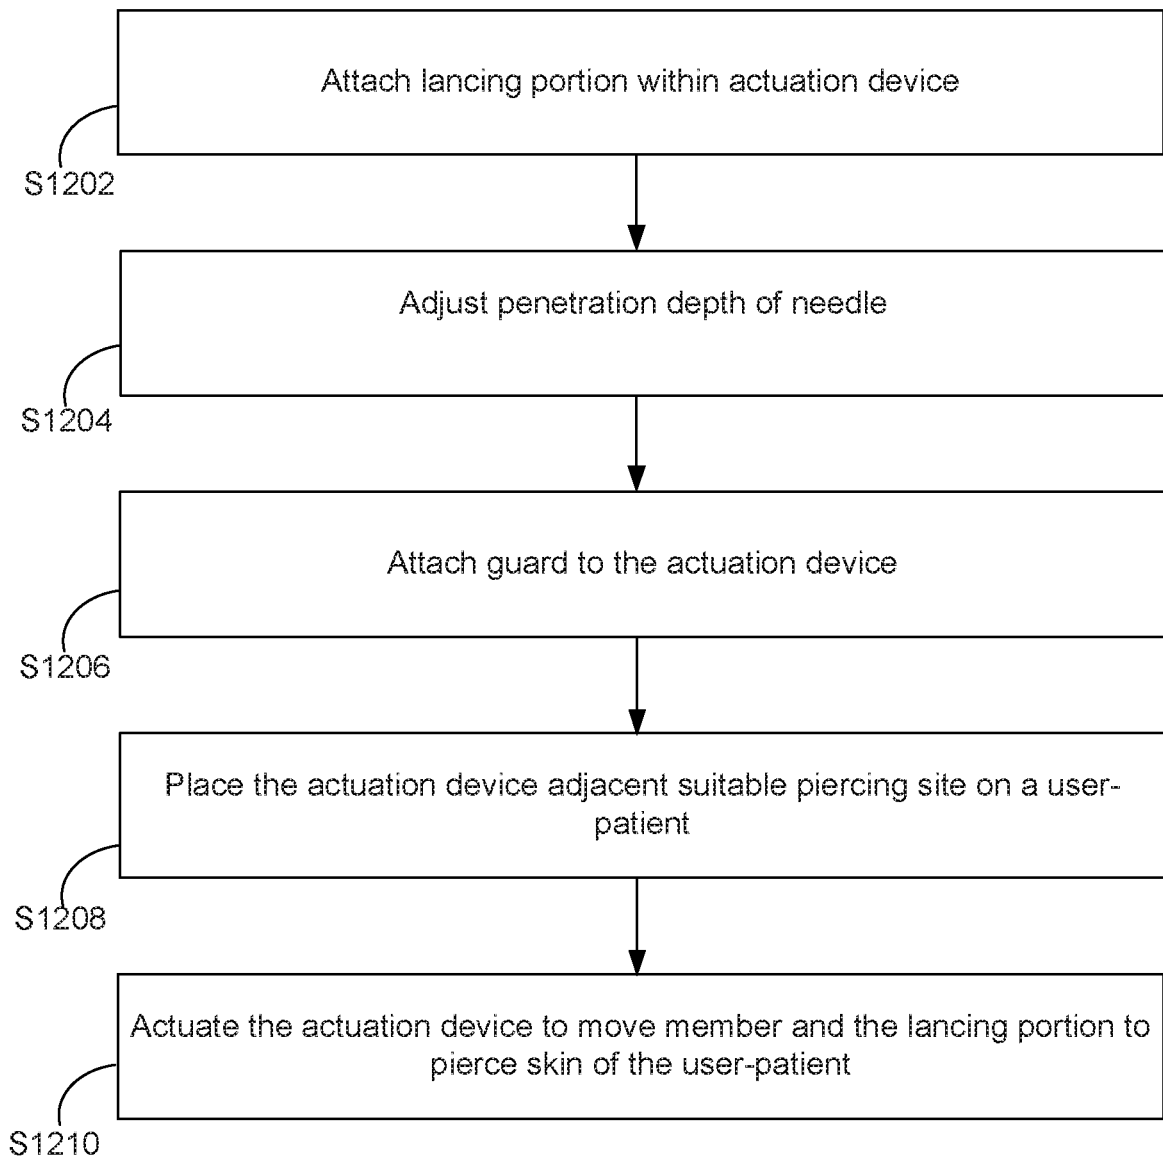 Attach lancing portion within actuation device
S1202
Adjust penetration depth of needle
S1204
Attach guard to the actuation device
S1206
Place the actuation device adjacent suitable piercing site on a user-
patient
S1208
Actuate the actuation device to move member and the lancing portion to
pierce skin of the user-patient
S1210